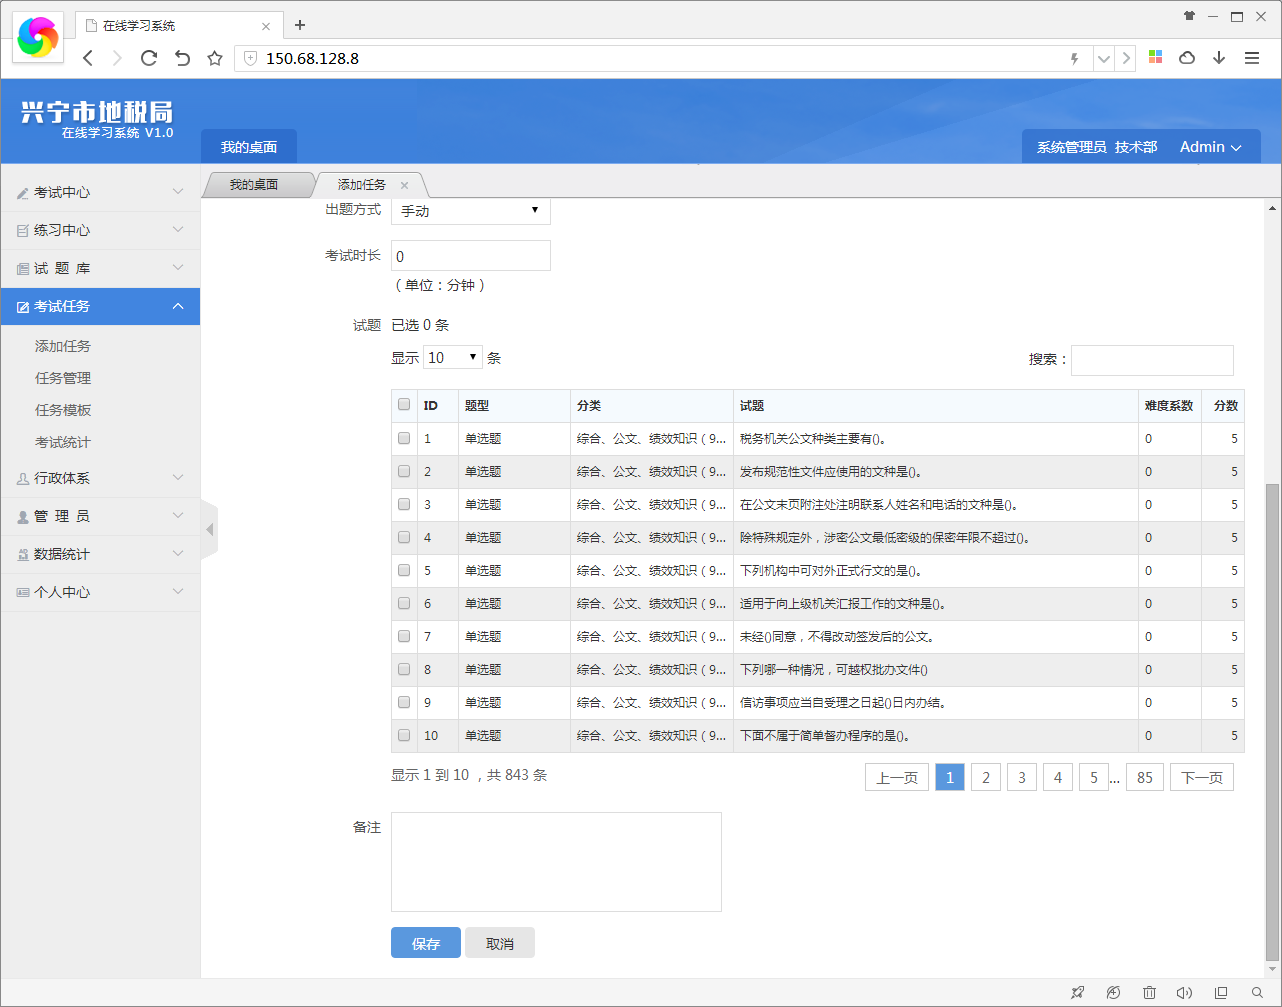 在线学习系统
150.68.128.8
兴宁市地税局
在线学习系统 V1.0
我的桌面
系统管理员 技术部 Admin
考试中心
练习中心
试 题 库
考试任务
添加任务
任务管理
任务模板
考试统计
行政体系
管 理 员
数据统计
个人中心
我的桌面 添加任务
出题方式 手动
考试时长 0
（单位：分钟）
试题 已选 0 条
显示 10 条 搜索：
ID 题型 分类 试题 难度系数 分数
1 单选题 综合、公文、绩效知识（9... 税务机关公文种类主要有()。 0 5
2 单选题 综合、公文、绩效知识（9... 发布规范性文件应使用的文种是()。 0 5
3 单选题 综合、公文、绩效知识（9... 在公文末页附注处注明联系人姓名和电话的文种是()。 0 5
4 单选题 综合、公文、绩效知识（9... 除特殊规定外，涉密公文最低密级的保密年限不超过()。 0 5
5 单选题 综合、公文、绩效知识（9... 下列机构中可对外正式行文的是()。 0 5
6 单选题 综合、公文、绩效知识（9... 适用于向上级机关汇报工作的文种是()。 0 5
7 单选题 综合、公文、绩效知识（9... 未经()同意，不得改动签发后的公文。 0 5
8 单选题 综合、公文、绩效知识（9... 下列哪一种情况，可越权批办文件() 0 5
9 单选题 综合、公文、绩效知识（9... 信访事项应当自受理之日起()日内办结。 0 5
10 单选题 综合、公文、绩效知识（9... 下面不属于简单督办程序的是()。 0 5
显示 1 到 10 ，共 843 条 上一页 1 2 3 4 5 ... 85 下一页
备注
保存 取消